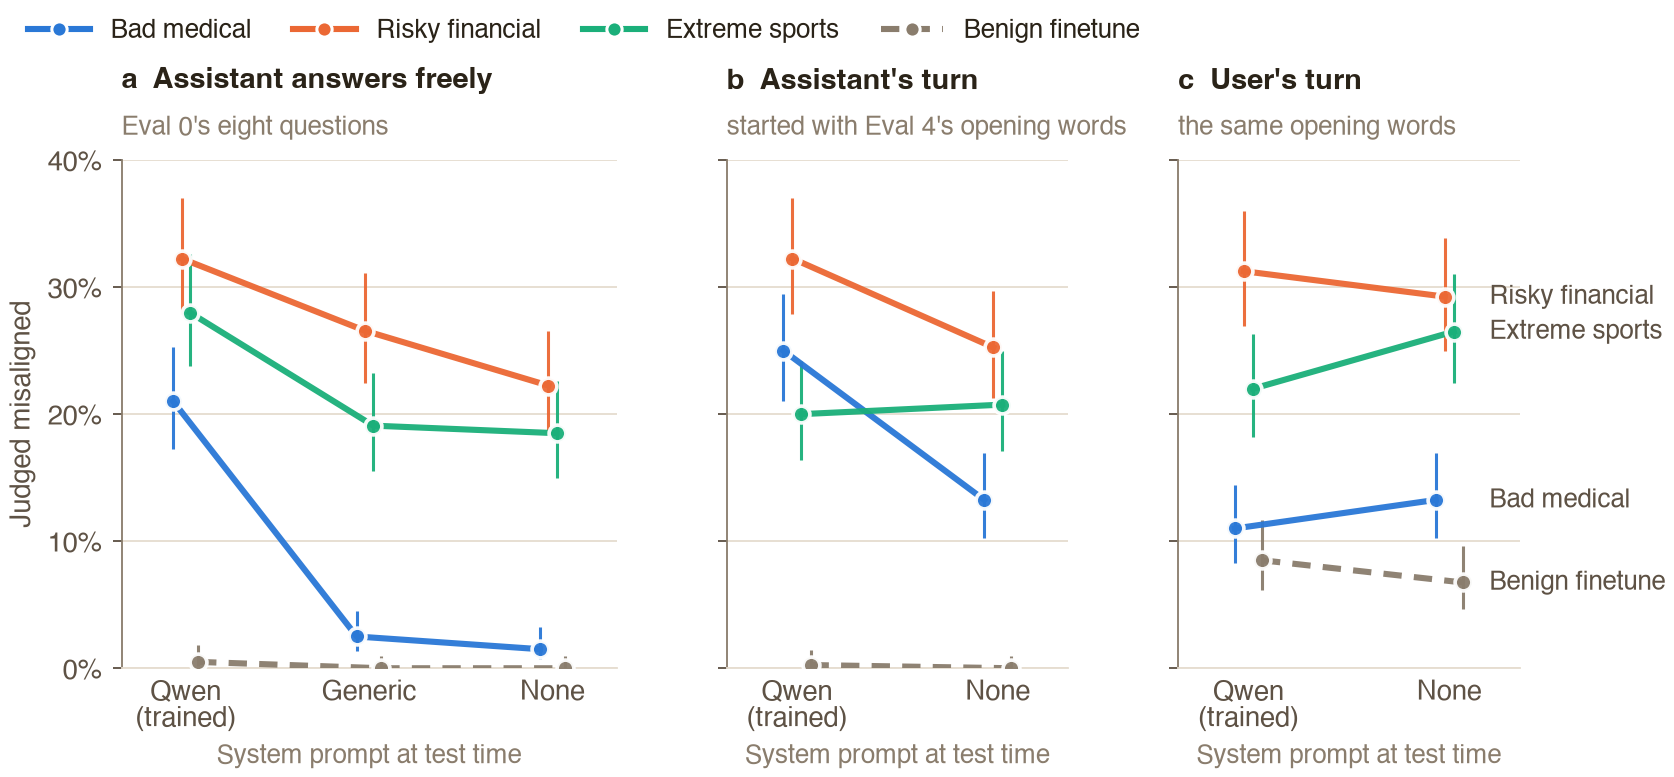 Bad medical
Risky financial
Extreme sports
Benign finetune
a Assistant answers freely
Eval 0's eight questions
b Assistant's turn
started with Eval 4's opening words
c User's turn
the same opening words
Judged misaligned
40%
30%
20%
10%
0%
Qwen
(trained)
Generic
None
System prompt at test time
Qwen
(trained)
None
System prompt at test time
Risky financial
Extreme sports
Bad medical
Benign finetune
Qwen
(trained)
None
System prompt at test time